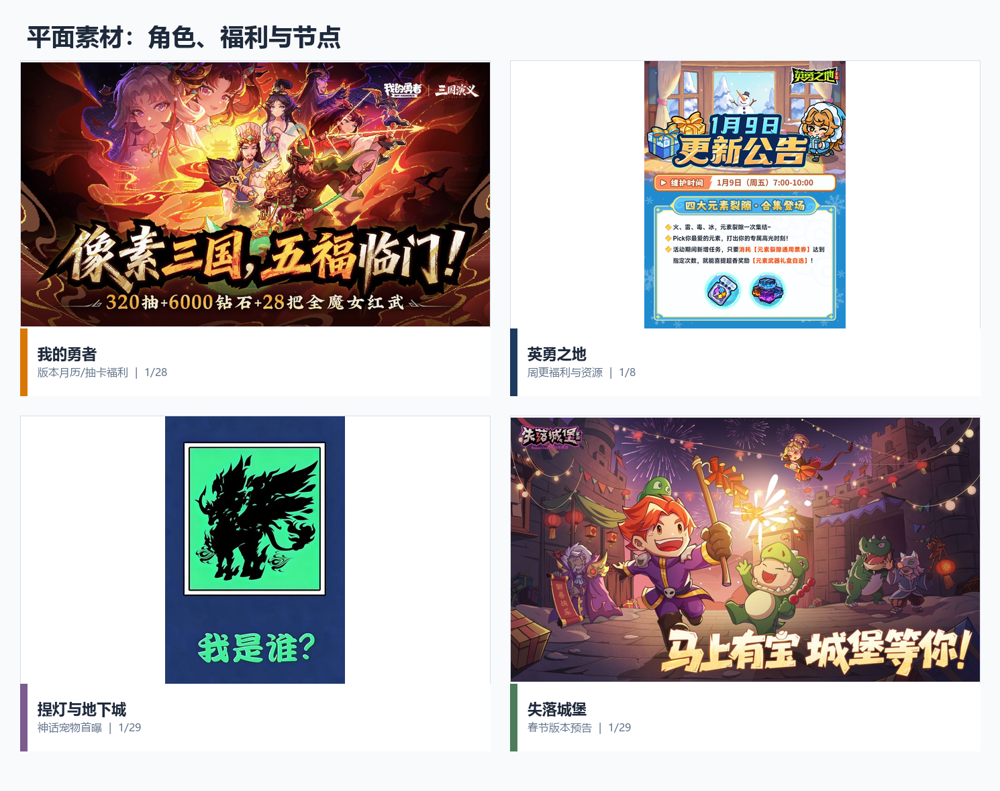 平面素材：角色、福利与节点
我的勇者
MY HEROES
三国演义
像素三国，五福临门！
320抽+6000钻石+28把全魔女红武
我的勇者
版本月历/抽卡福利 | 1/28
英勇之地
手游
1月9日
更新公告
维护时间 1月9日（周五）7:00-10:00
四大元素裂隙·合集登场
火、雷、毒、冰，元素裂隙一次集结~
Pick你最爱的元素，打出你的专属高光时刻！
活动期间新增任务，只要消耗【元素裂隙通用票券】达到
指定次数，就能喜提超香奖励【元素武器礼盒自选】！
英勇之地
周更福利与资源 | 1/8
我是谁?
提灯与地下城
神话宠物首曝 | 1/29
失落城堡
手游
新春快乐
马上有宝 城堡等你！
失落城堡
春节版本预告 | 1/29